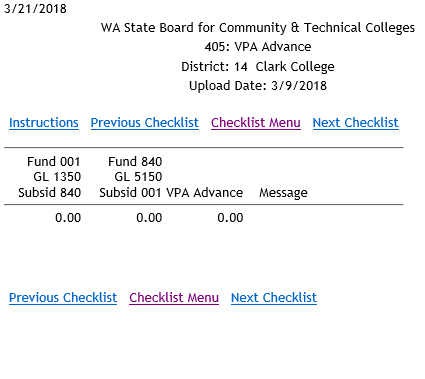 3/21/2018
WA State Board for Community & Technical Colleges
405: VPA Advance
District: 14 Clark College
Upload Date: 3/9/2018
Instructions Previous Checklist Checklist Menu Next Checklist
Fund 001 Fund 840
GL 1350 GL 5150
Subsid 840 Subsid 001 VPA Advance Message
0.00 0.00 0.00
Previous Checklist Checklist Menu Next Checklist